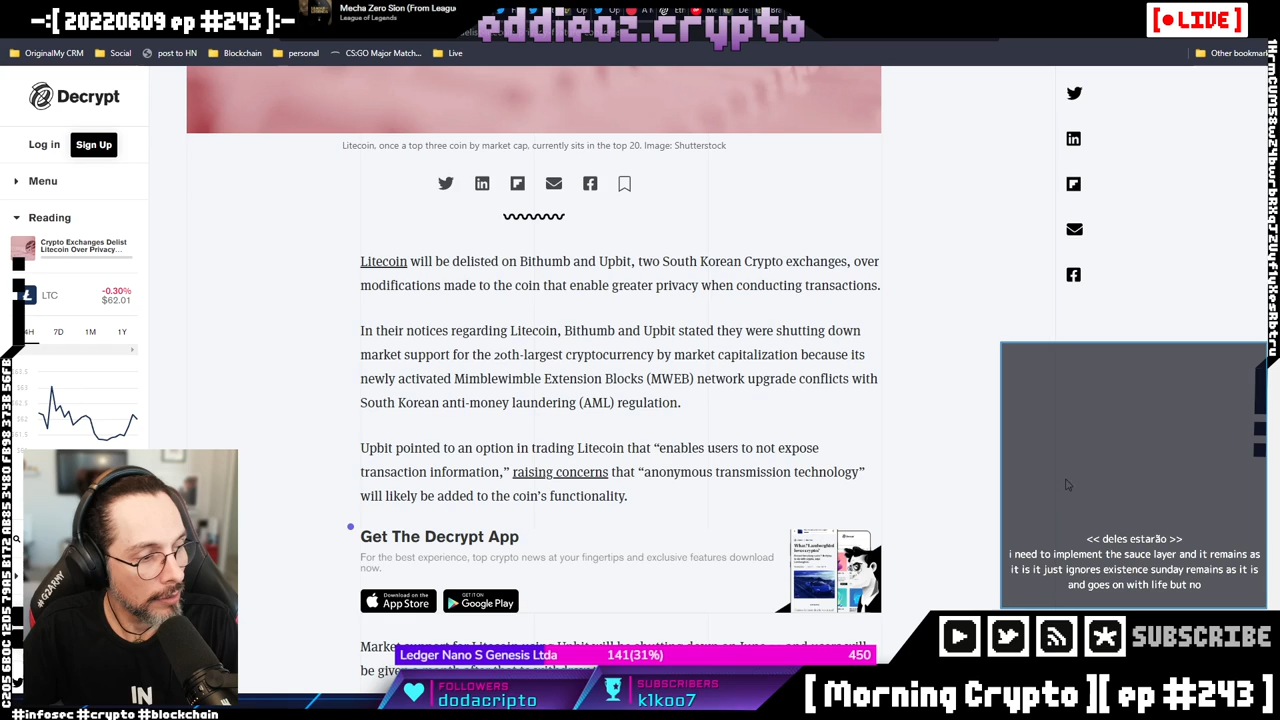 -:[ 20220609 ep #243 ]:-
Mecha Zero Sion (From Leagu
League of Legends
eddieoz.crypto
[● LIVE]
OriginalMy CRM
Social
post to HN
Blockchain
personal
CS:GO Major Match...
Live
Other bookmar
Decrypt
Log in
Sign Up
Menu
Reading
Crypto Exchanges Delist
Litecoin Over Privacy...
LTC
-0.30%
$62.01
7D
1M
1Y
Litecoin, once a top three coin by market cap, currently sits in the top 20. Image: Shutterstock
Litecoin will be delisted on Bithumb and Upbit, two South Korean Crypto exchanges, over
modifications made to the coin that enable greater privacy when conducting transactions.
In their notices regarding Litecoin, Bithumb and Upbit stated they were shutting down
market support for the 20th-largest cryptocurrency by market capitalization because its
newly activated Mimblewimble Extension Blocks (MWEB) network upgrade conflicts with
South Korean anti-money laundering (AML) regulation.
Upbit pointed to an option in trading Litecoin that “enables users to not expose
transaction information,” raising concerns that “anonymous transmission technology”
will likely be added to the coin’s functionality.
Get The Decrypt App
For the best experience, top crypto news at your fingertips and exclusive features download
now.
Download on the
App Store
GET IT ON
Google Play
<< deles estarão >>
i need to implement the sauce layer and it remains as
it is it just ignores existence sunday remains as it is
and goes on with life but no
Ledger Nano S Genesis Ltda
141(31%)
450
FOLLOWERS
dodacripto
SUBSCRIBERS
k1koo7
SUBSCRIBE
[ Morning Crypto ][ ep #243 ]
#infosec #crypto #blockchain